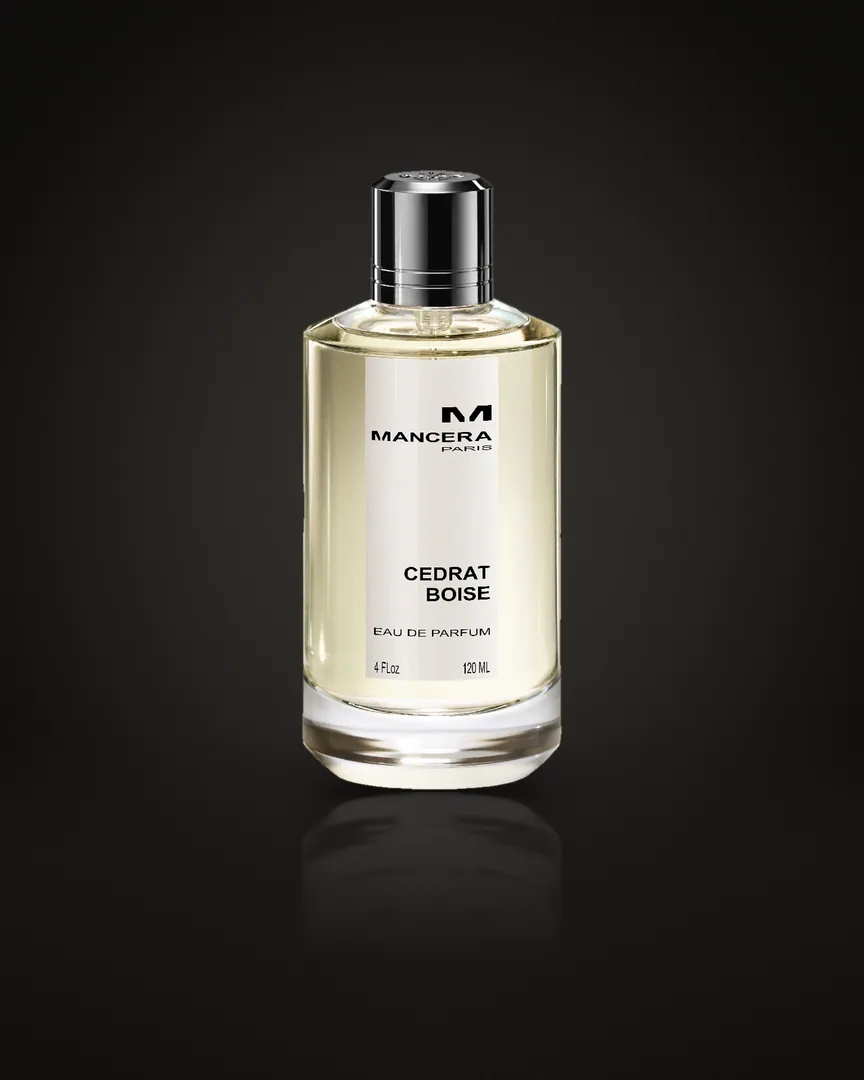 M
MANCERA
PARIS
CEDRAT
BOISE
EAU DE PARFUM
4 FLoz 120 ML